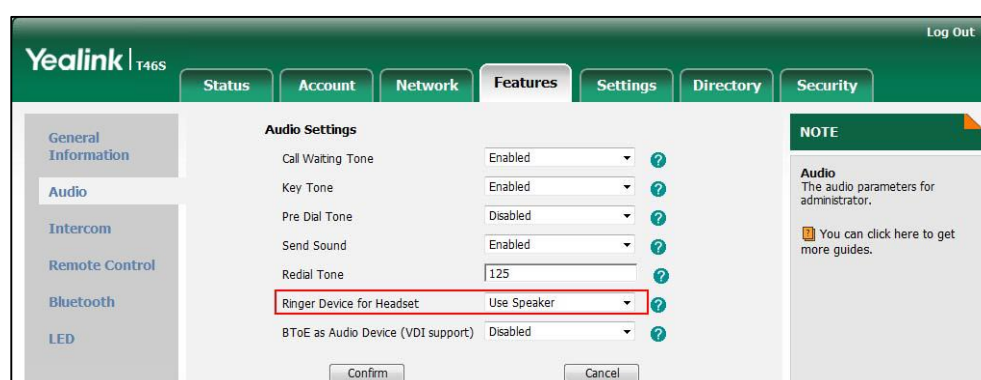 Log Out
Yealink | T46S
Status Account Network Features Settings Directory Security
General
Information
Audio
Intercom
Remote Control
Bluetooth
LED
Audio Settings
Call Waiting Tone Enabled
Key Tone Enabled
Pre Dial Tone Disabled
Send Sound Enabled
Redial Tone 125
Ringer Device for Headset Use Speaker
BToE as Audio Device (VDI support) Disabled
Confirm Cancel
NOTE
Audio
The audio parameters for
administrator.
You can click here to get
more guides.